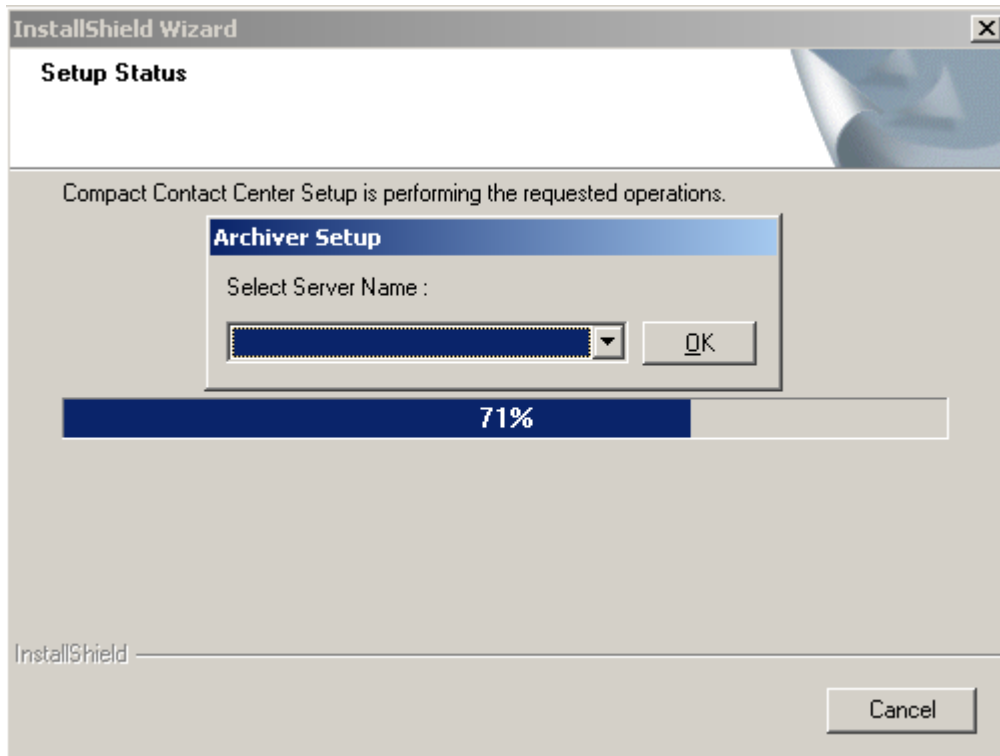 InstallShield Wizard
Setup Status
Compact Contact Center Setup is performing the requested operations.
Archiver Setup
Select Server Name :
OK
71%
InstallShield
Cancel